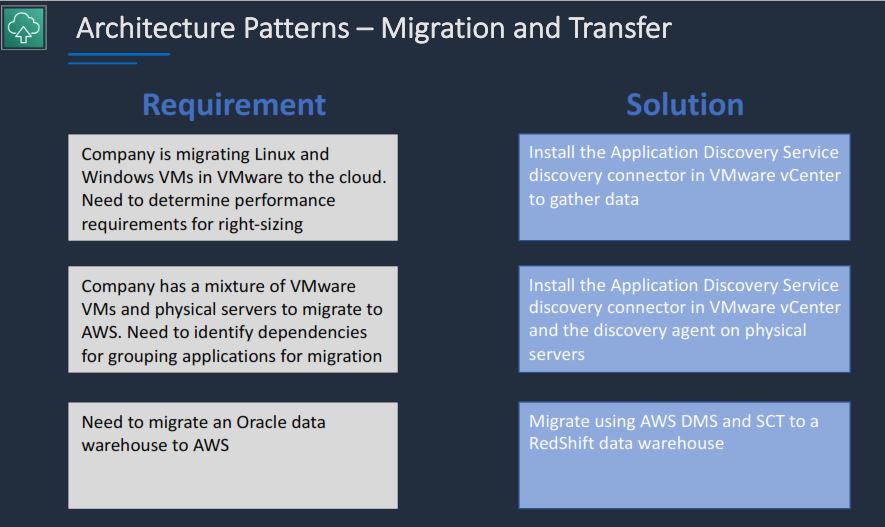 Architecture Patterns – Migration and Transfer
Requirement
Solution
Company is migrating Linux and
Windows VMs in VMware to the cloud.
Need to determine performance
requirements for right-sizing
Install the Application Discovery Service
discovery connector in VMware vCenter
to gather data
Company has a mixture of VMware
VMs and physical servers to migrate to
AWS. Need to identify dependencies
for grouping applications for migration
Install the Application Discovery Service
discovery connector in VMware vCenter
and the discovery agent on physical
servers
Need to migrate an Oracle data
warehouse to AWS
Migrate using AWS DMS and SCT to a
RedShift data warehouse